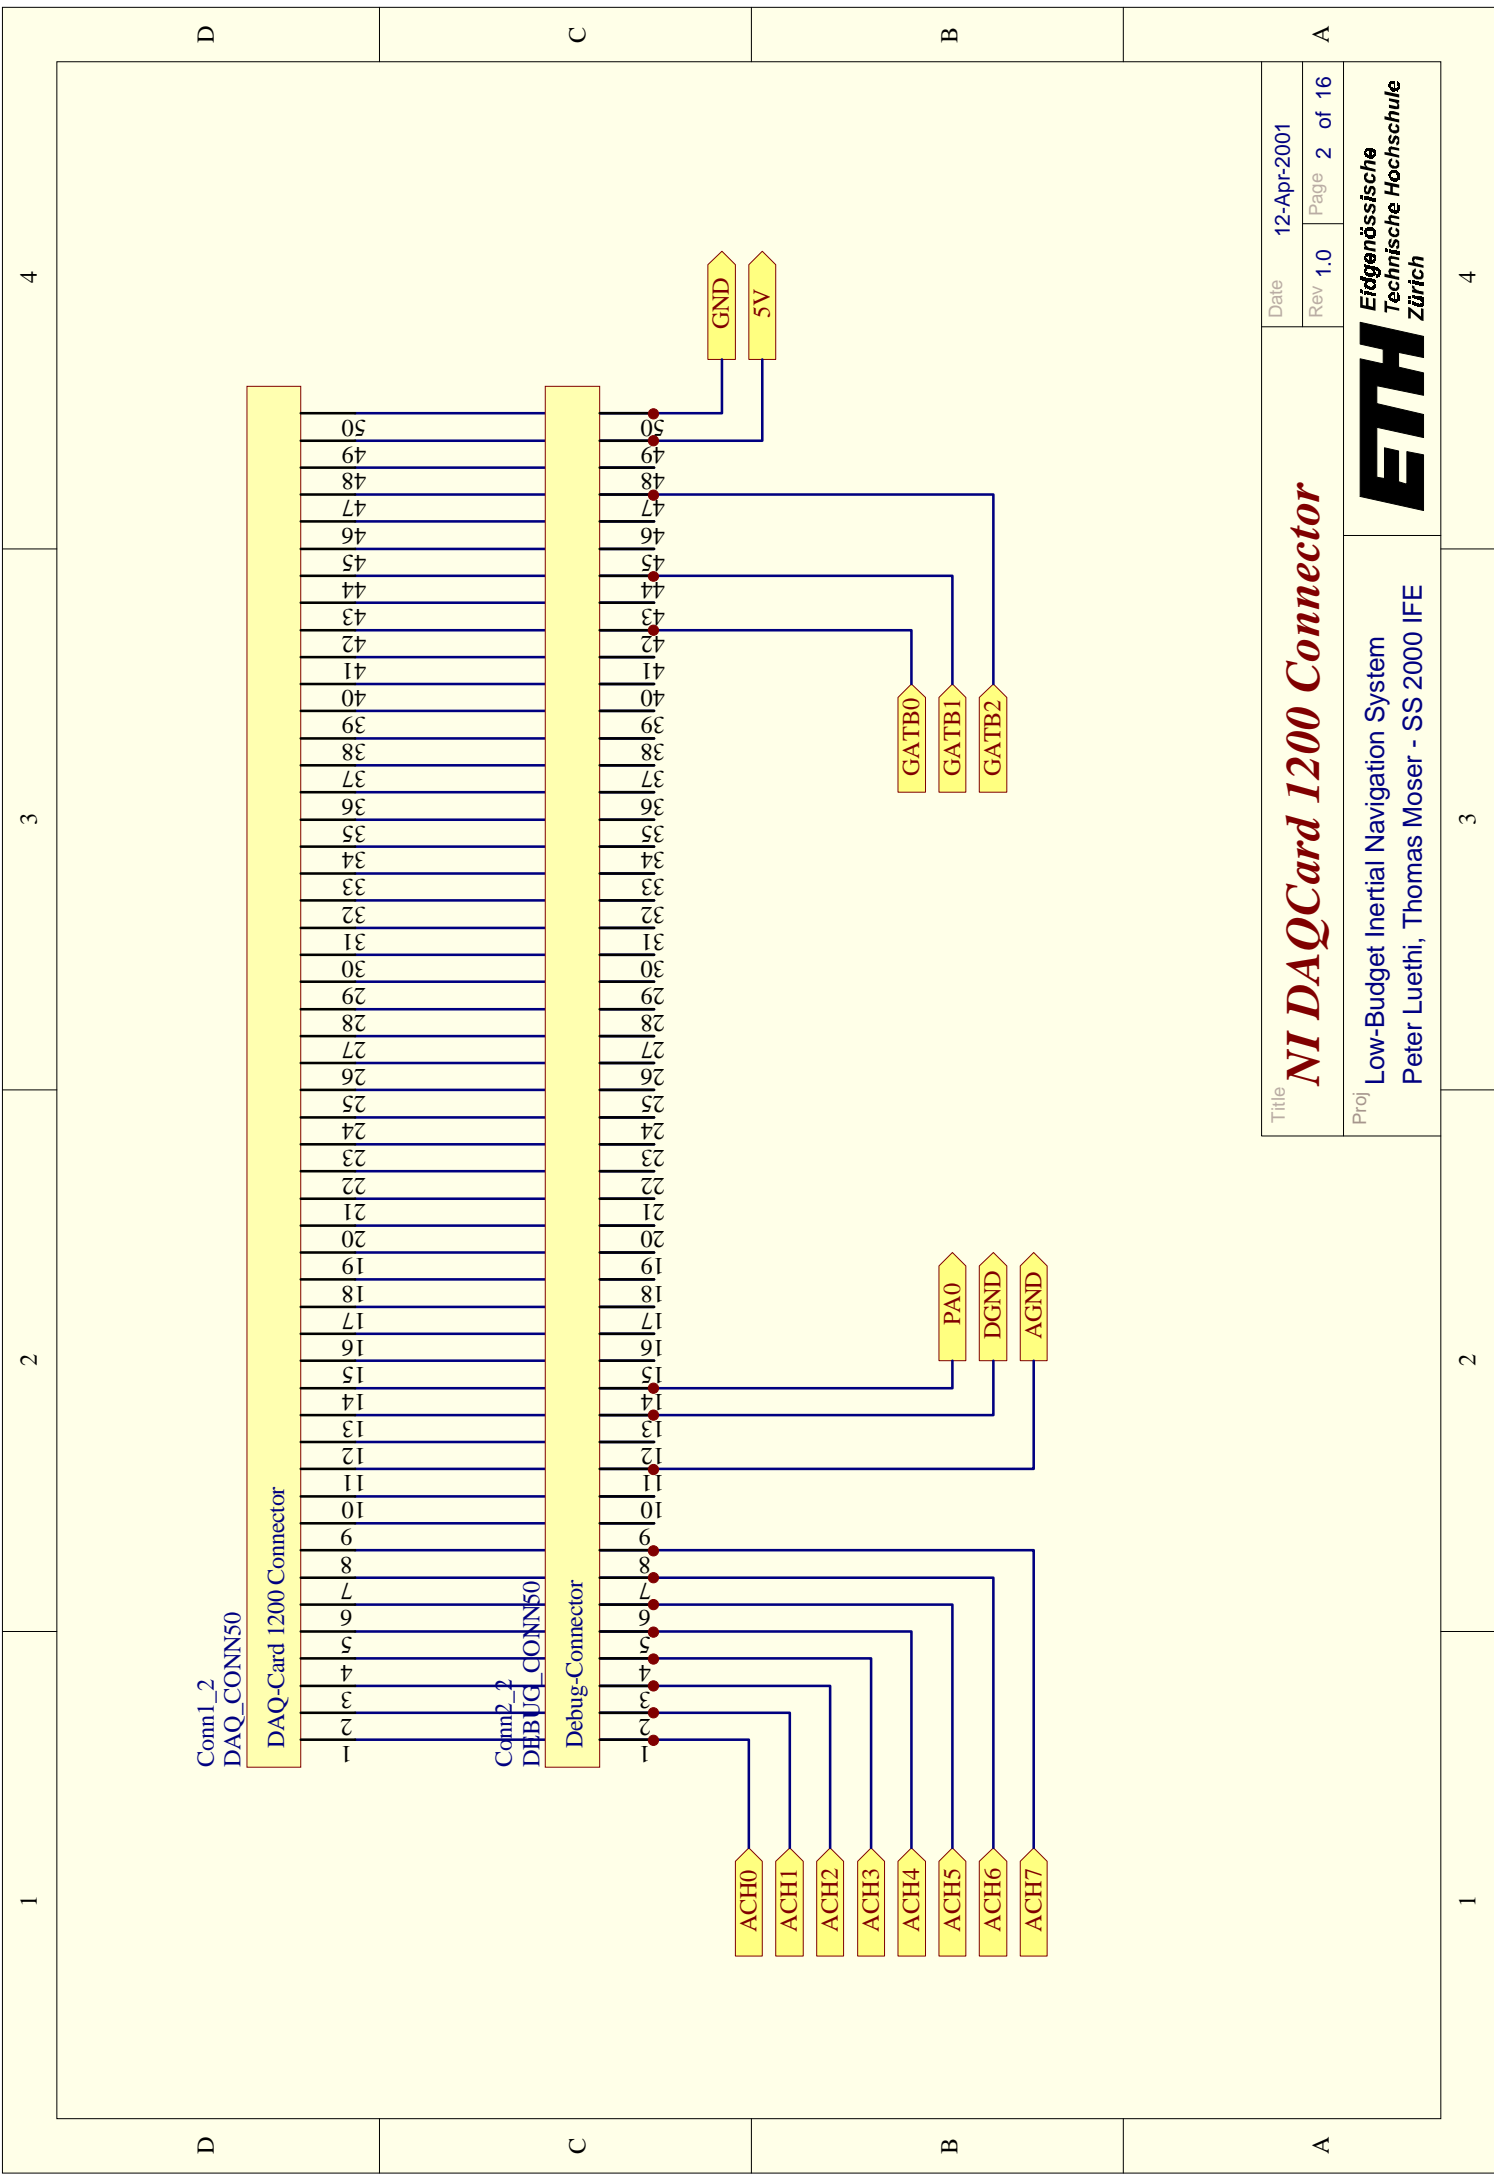 1
2
3
4
D
D
Conn1_2
DAQ_CONN50
DAQ-Card 1200 Connector
1 2 3 4 5 6 7 8 9 10 11 12 13 14 15 16 17 18 19 20 21 22 23 24 25 26 27 28 29 30 31 32 33 34 35 36 37 38 39 40 41 42 43 44 45 46 47 48 49 50
C
C
Conn2_2
DEBUG_CONN50
Debug-Connector
1 2 3 4 5 6 7 8 9 10 11 12 13 14 15 16 17 18 19 20 21 22 23 24 25 26 27 28 29 30 31 32 33 34 35 36 37 38 39 40 41 42 43 44 45 46 47 48 49 50
GND
5V
ACH0
ACH1
ACH2
ACH3
ACH4
ACH5
ACH6
ACH7
PA0
DGND
AGND
GATB0
GATB1
GATB2
B
B
A
A
Title
NI DAQCard 1200 Connector
Date 12-Apr-2001
Rev 1.0 Page 2 of 16
Proj
Low-Budget Inertial Navigation System
Peter Luethi, Thomas Moser - SS 2000 IFE
ETH
Eidgenössische
Technische Hochschule
Zürich
1
2
3
4